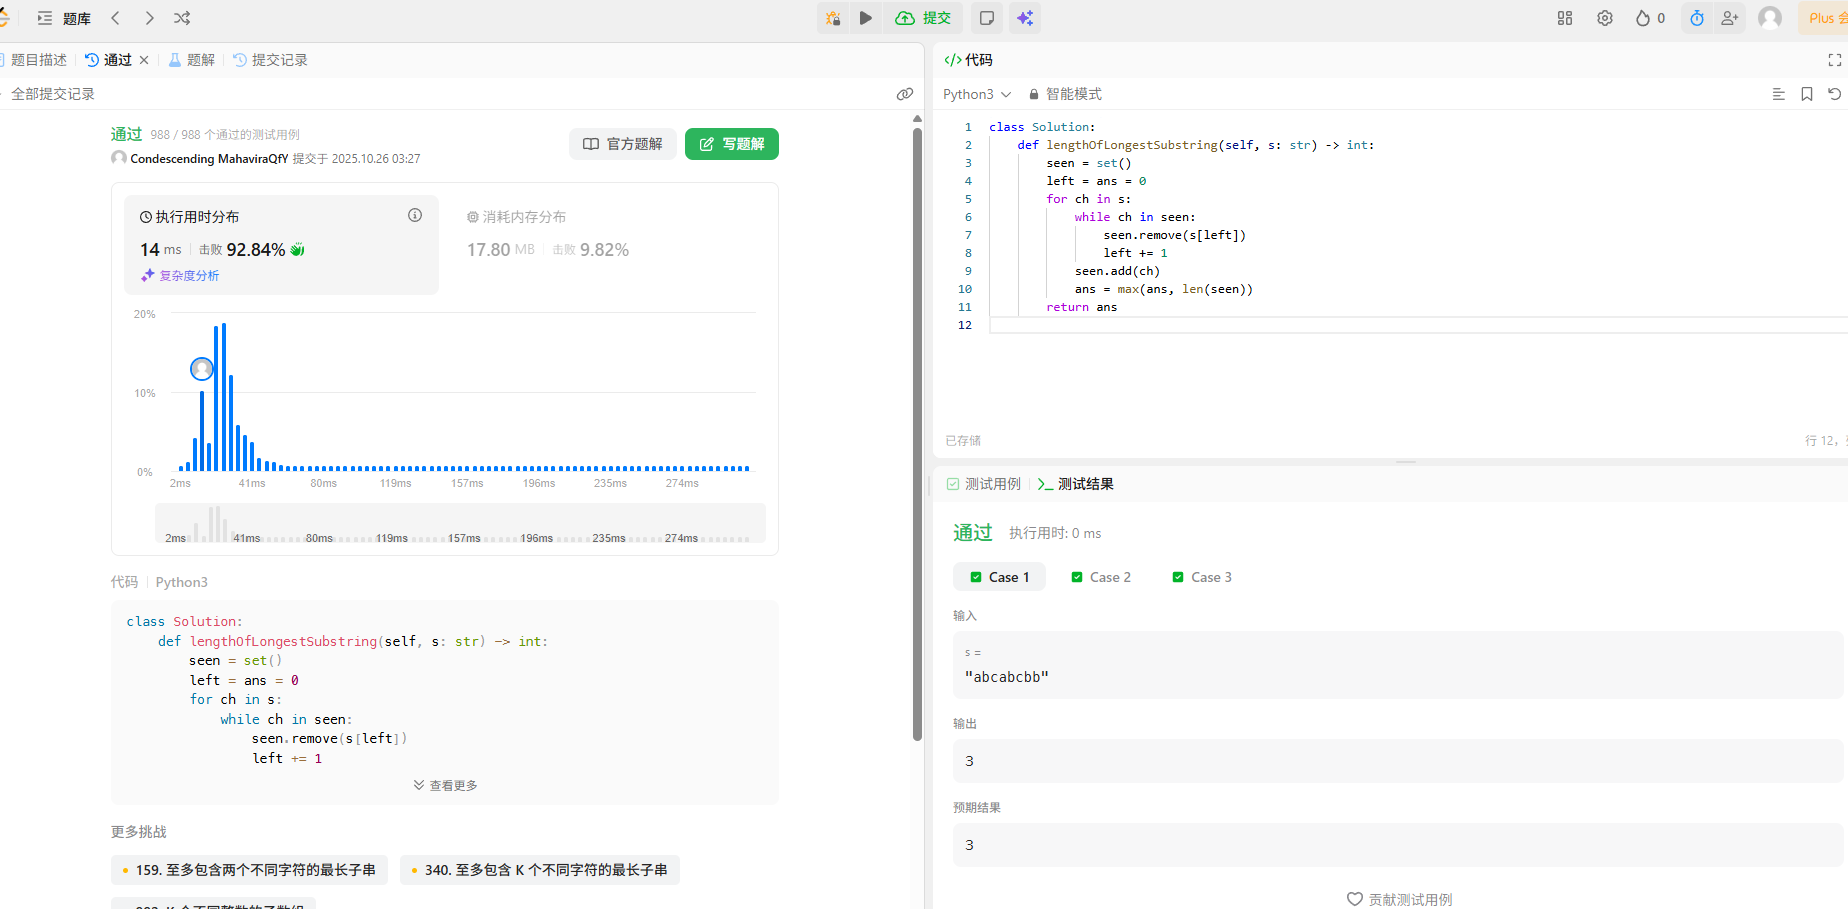 题库
提交
0
Plus 会
题目描述
通过
题解
提交记录
全部提交记录
通过 988 / 988 个通过的测试用例
Condescending MahaviraQfY 提交于 2025.10.26 03:27
官方题解
写题解
执行用时分布
14 ms 击败 92.84%
复杂度分析
消耗内存分布
17.80 MB 击败 9.82%
20%
10%
0%
2ms 41ms 80ms 119ms 157ms 196ms 235ms 274ms
2ms 41ms 80ms 119ms 157ms 196ms 235ms 274ms
代码 Python3
class Solution:
    def lengthOfLongestSubstring(self, s: str) -> int:
        seen = set()
        left = ans = 0
        for ch in s:
            while ch in seen:
                seen.remove(s[left])
                left += 1
查看更多
更多挑战
159. 至多包含两个不同字符的最长子串
340. 至多包含 K 个不同字符的最长子串
代码
Python3
智能模式
1 class Solution:
2     def lengthOfLongestSubstring(self, s: str) -> int:
3         seen = set()
4         left = ans = 0
5         for ch in s:
6             while ch in seen:
7                 seen.remove(s[left])
8                 left += 1
9             seen.add(ch)
10             ans = max(ans, len(seen))
11         return ans
12
已存储
行 12,
测试用例
测试结果
通过 执行用时: 0 ms
Case 1
Case 2
Case 3
输入
s =
"abcabcbb"
输出
3
预期结果
3
贡献测试用例